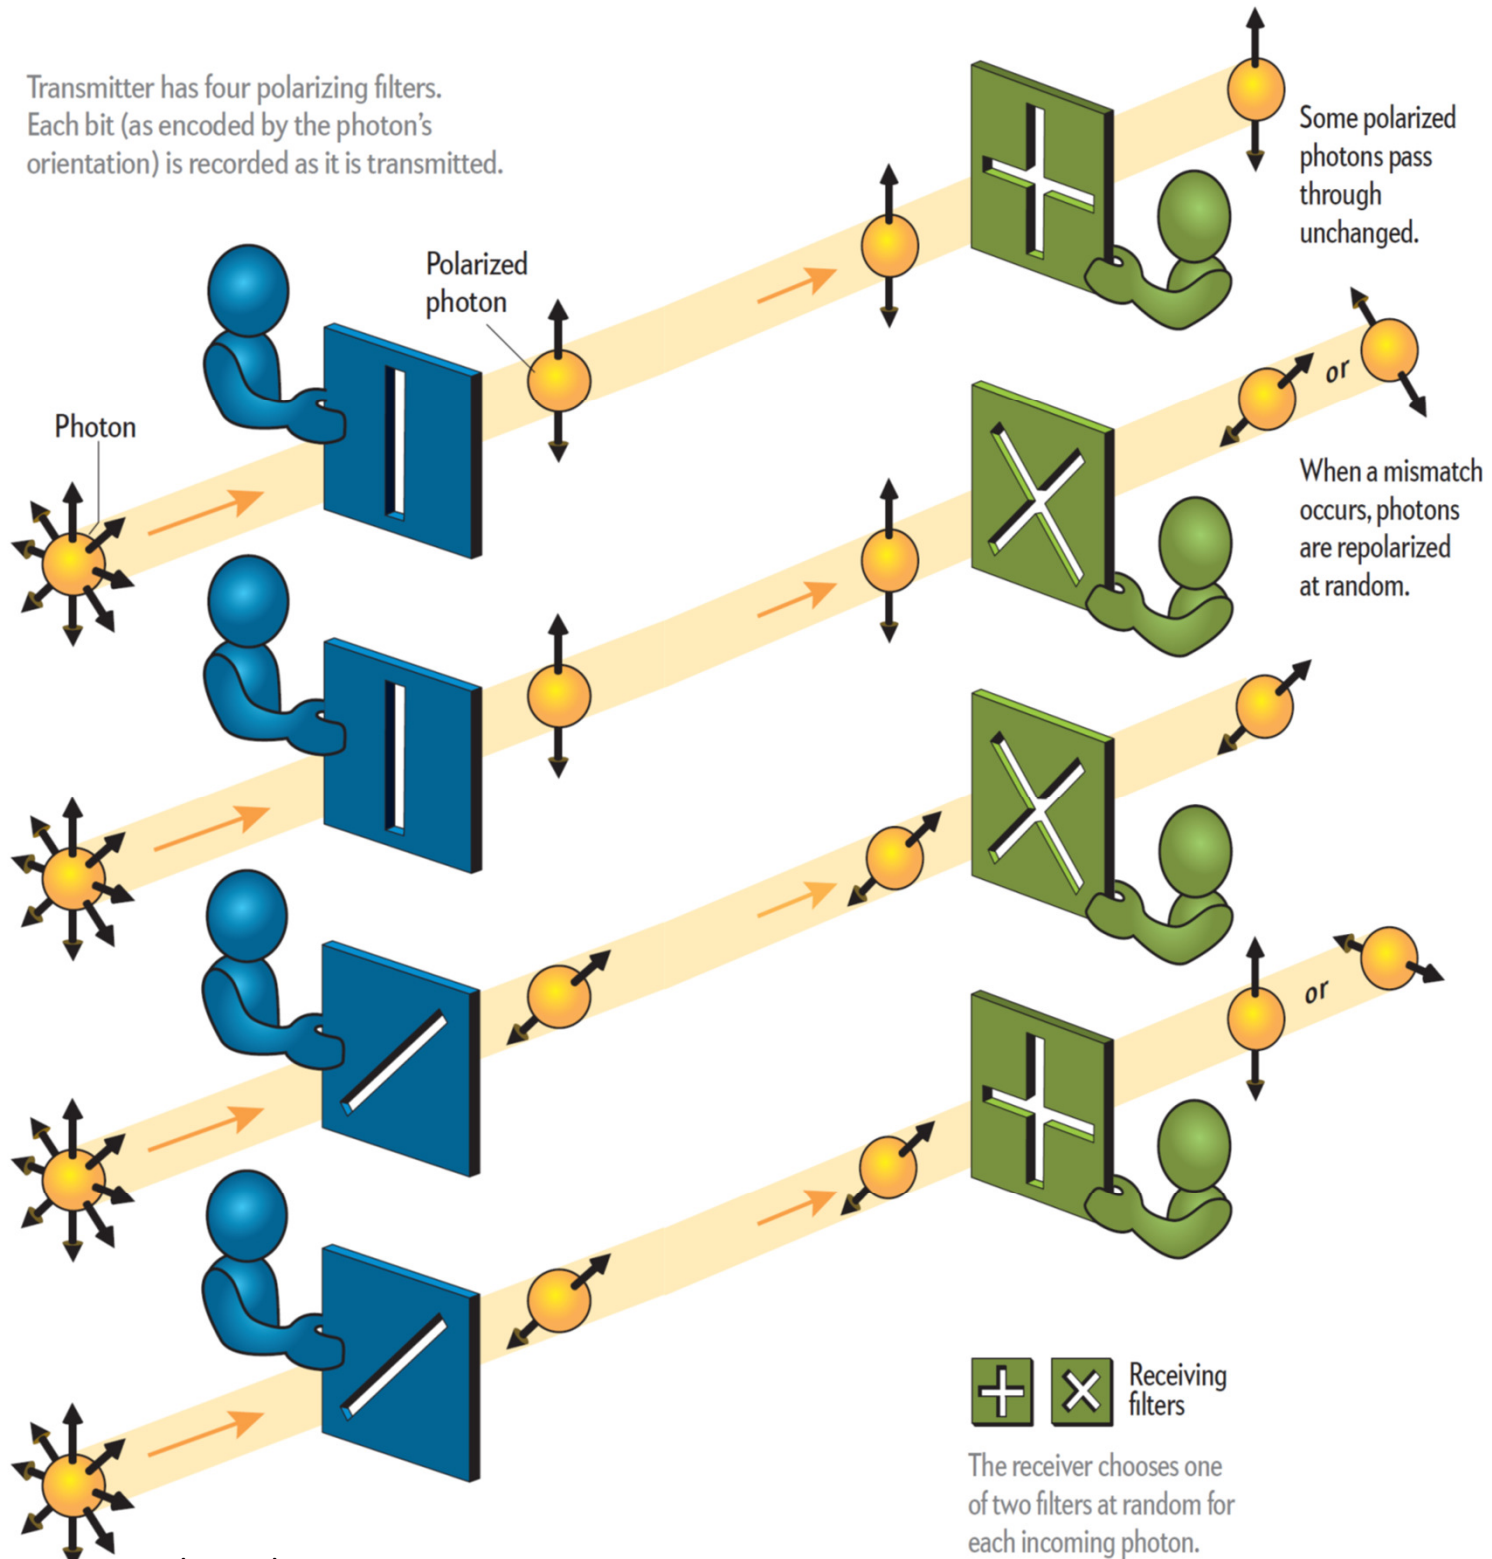 Transmitter has four polarizing filters.
Each bit (as encoded by the photon’s
orientation) is recorded as it is transmitted.
Some polarized
photons pass
through
unchanged.
Polarized
photon
Photon
or
When a mismatch
occurs, photons
are repolarized
at random.
or
Receiving
filters
The receiver chooses one
of two filters at random for
each incoming photon.